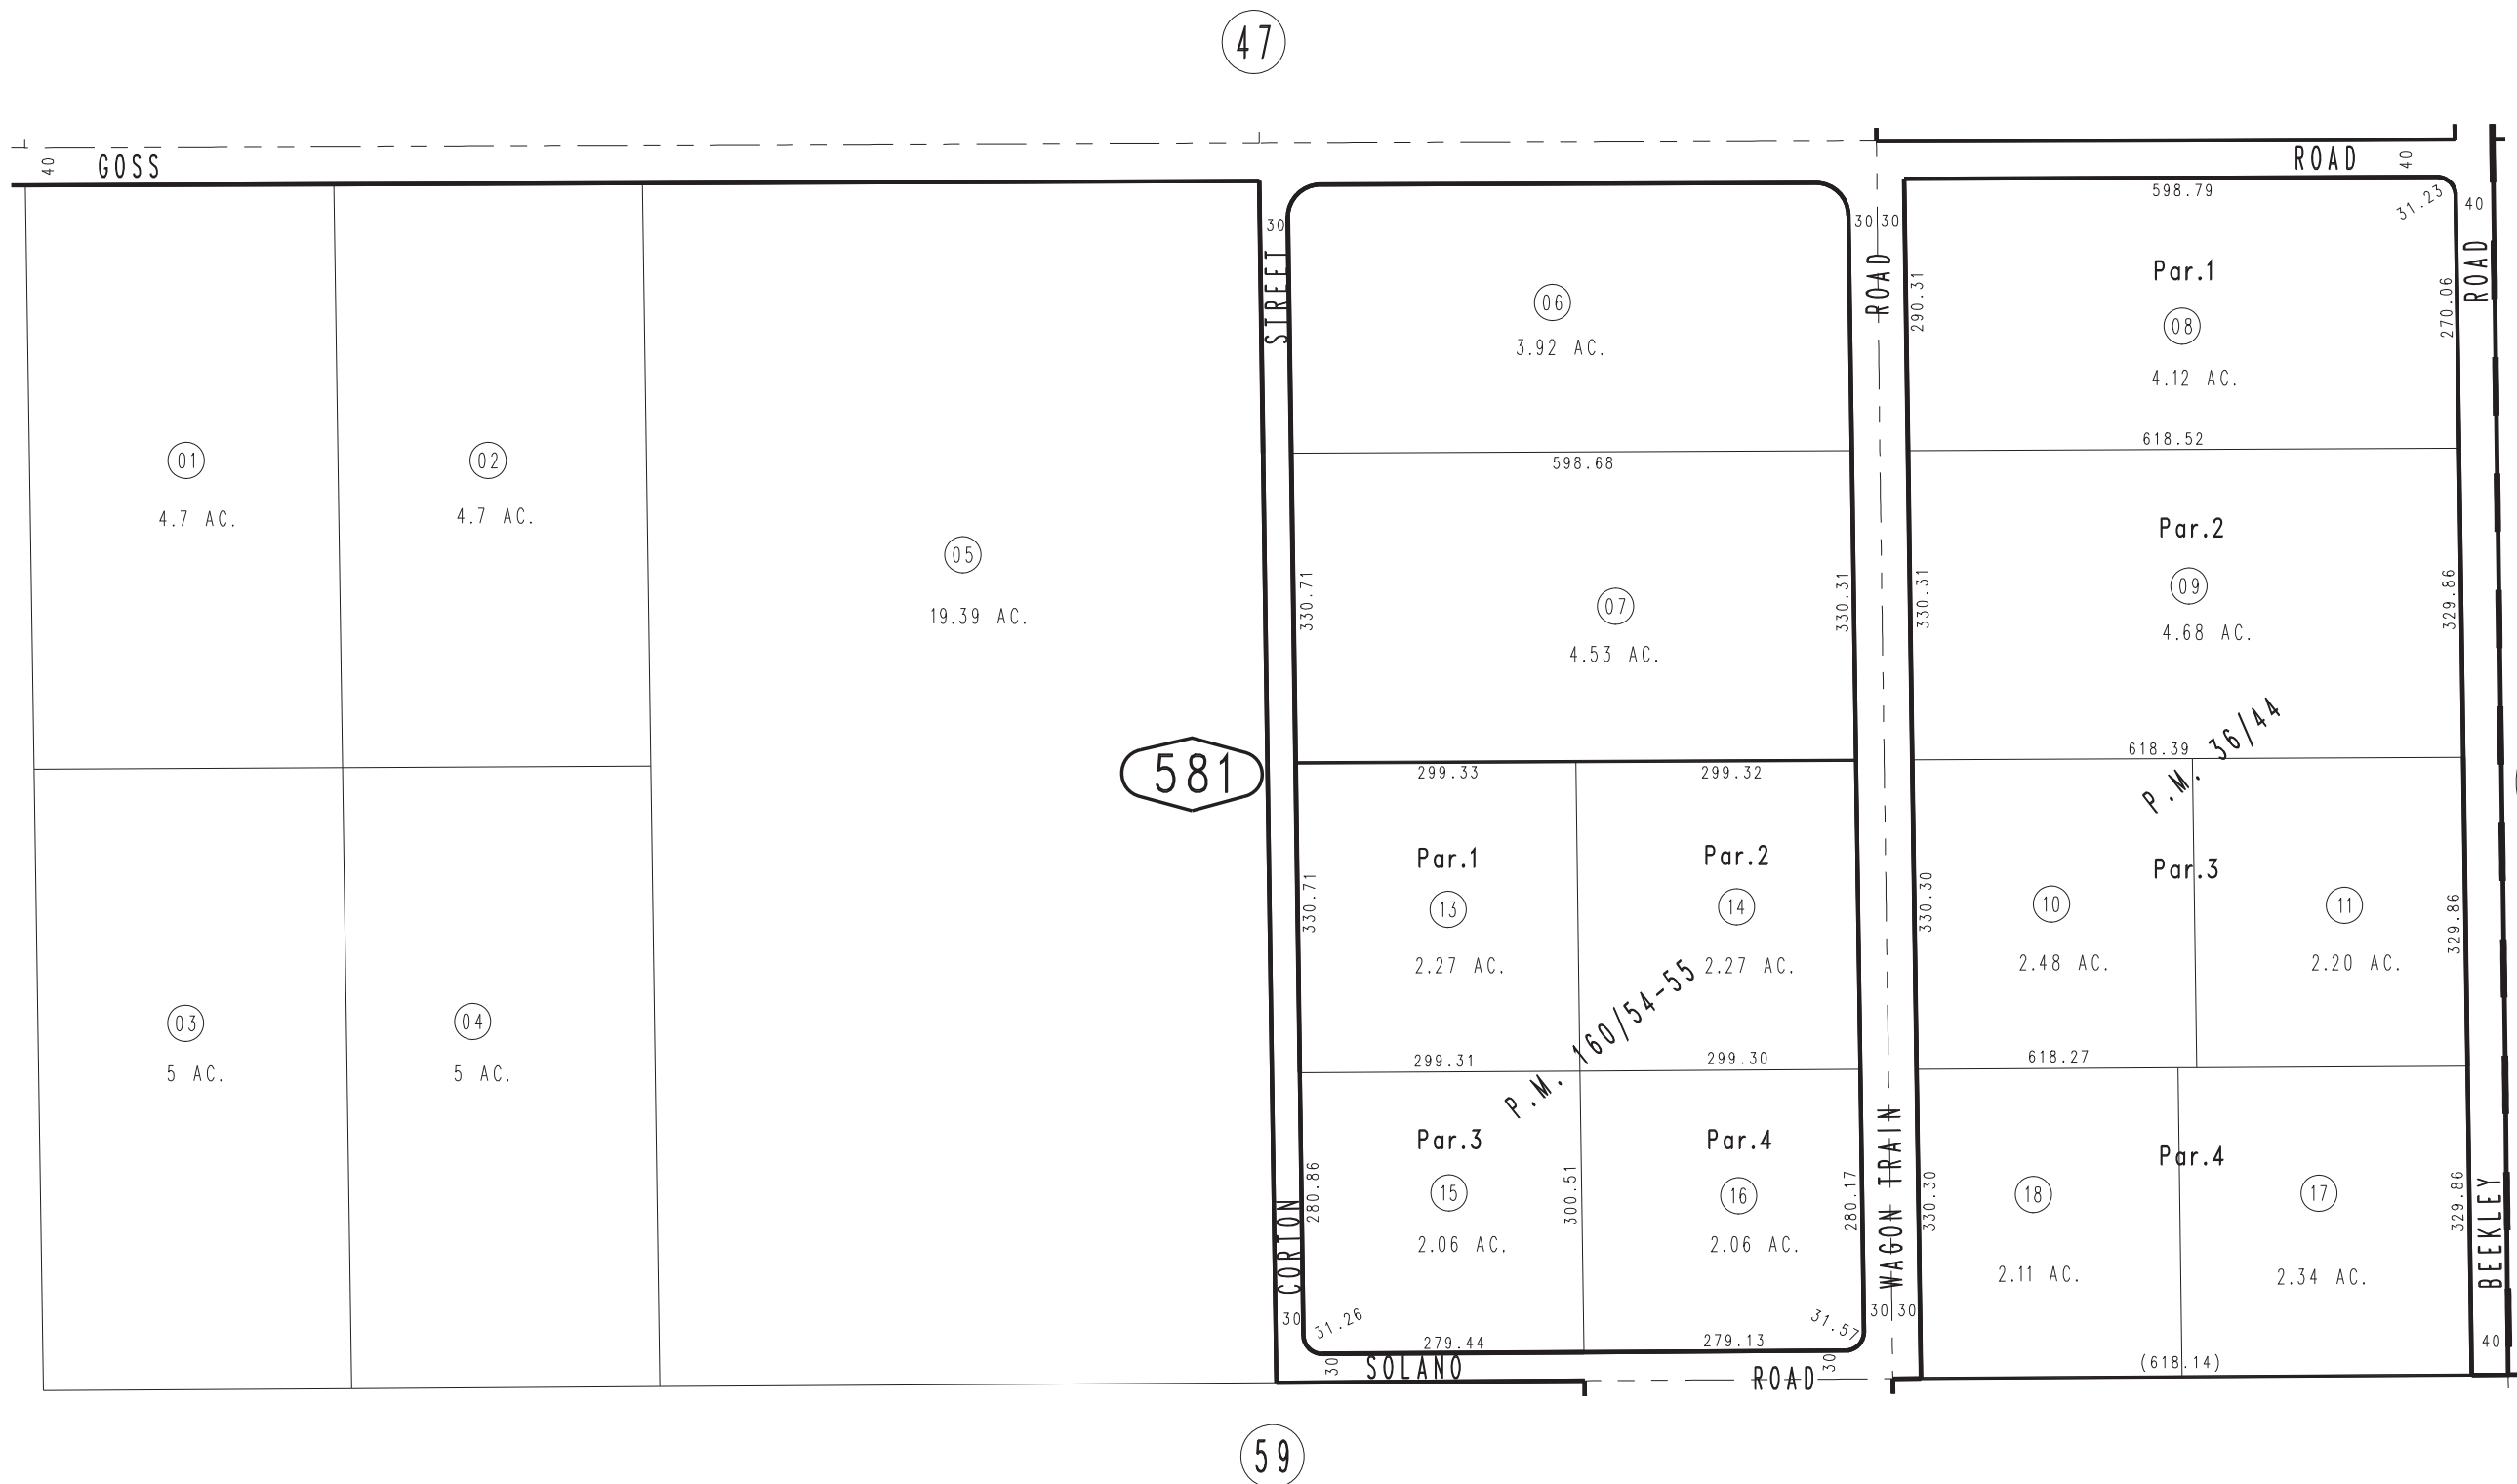 47
40
GOSS
ROAD
40
30
STREET
30 30
ROAD
598.79
31.23
40
ROAD
06
3.92 AC.
290.31
Par.1
08
4.12 AC.
270.06
618.52
598.68
01
4.7 AC.
02
4.7 AC.
05
19.39 AC.
330.71
07
4.53 AC.
330.31
330.31
Par.2
09
4.68 AC.
329.86
618.39
P.M. 36/44
581
299.33
299.32
330.71
Par.1
13
2.27 AC.
Par.2
14
2.27 AC.
330.30
Par.3
10
2.48 AC.
11
2.20 AC.
329.86
03
5 AC.
04
5 AC.
299.31
299.30
P.M. 160/54-55
618.27
280.86
Par.3
15
2.06 AC.
300.51
Par.4
16
2.06 AC.
280.17
WAGON TRAIN
330.30
Par.4
18
2.11 AC.
17
2.34 AC.
329.86
BEEKLEY
CORTON
30
31.26
279.44
279.13
31.57
30 30
40
30
SOLANO
ROAD
30
(618.14)
59